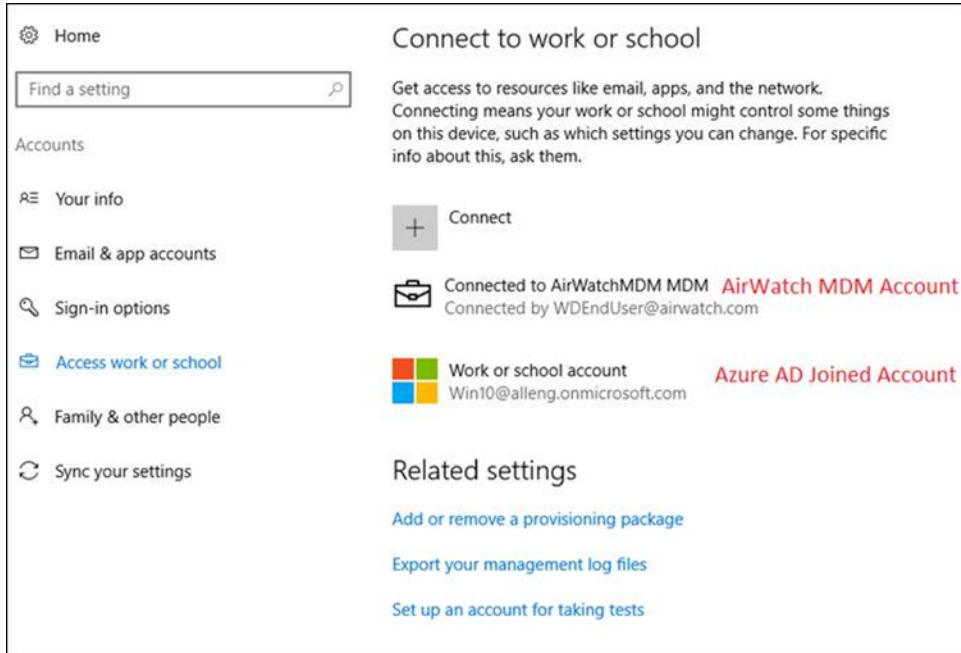 Home
Find a setting
Accounts
Your info
Email & app accounts
Sign-in options
Access work or school
Family & other people
Sync your settings
Connect to work or school
Get access to resources like email, apps, and the network.
Connecting means your work or school might control some things
on this device, such as which settings you can change. For specific
info about this, ask them.
Connect
Connected to AirWatchMDM MDM AirWatch MDM Account
Connected by WDEndUser@airwatch.com
Work or school account Azure AD Joined Account
Win10@alleng.onmicrosoft.com
Related settings
Add or remove a provisioning package
Export your management log files
Set up an account for taking tests